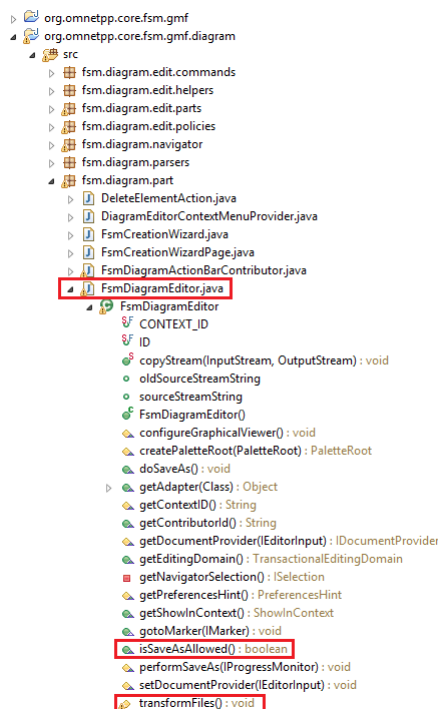 org.omnetpp.core.fsm.gmf
org.omnetpp.core.fsm.gmf.diagram
src
fsm.diagram.edit.commands
fsm.diagram.edit.helpers
fsm.diagram.edit.parts
fsm.diagram.edit.policies
fsm.diagram.navigator
fsm.diagram.parsers
fsm.diagram.part
DeleteElementAction.java
DiagramEditorContextMenuProvider.java
FsmCreationWizard.java
FsmCreationWizardPage.java
FsmDiagramActionBarContributor.java
FsmDiagramEditor.java
FsmDiagramEditor
CONTEXT_ID
ID
copyStream(InputStream, OutputStream) : void
oldSourceStreamString
sourceStreamString
FsmDiagramEditor()
configureGraphicalViewer() : void
createPaletteRoot(PaletteRoot) : PaletteRoot
doSaveAs() : void
getAdapter(Class) : Object
getContextID() : String
getContributorId() : String
getDocumentProvider(IEditorInput) : IDocumentProvider
getEditingDomain() : TransactionalEditingDomain
getNavigatorSelection() : ISelection
getPreferencesHint() : PreferencesHint
getShowInContext() : ShowInContext
gotoMarker(IMarker) : void
isSaveAsAllowed() : boolean
performSaveAs(IProgressMonitor) : void
setDocumentProvider(IEditorInput) : void
transformFiles() : void